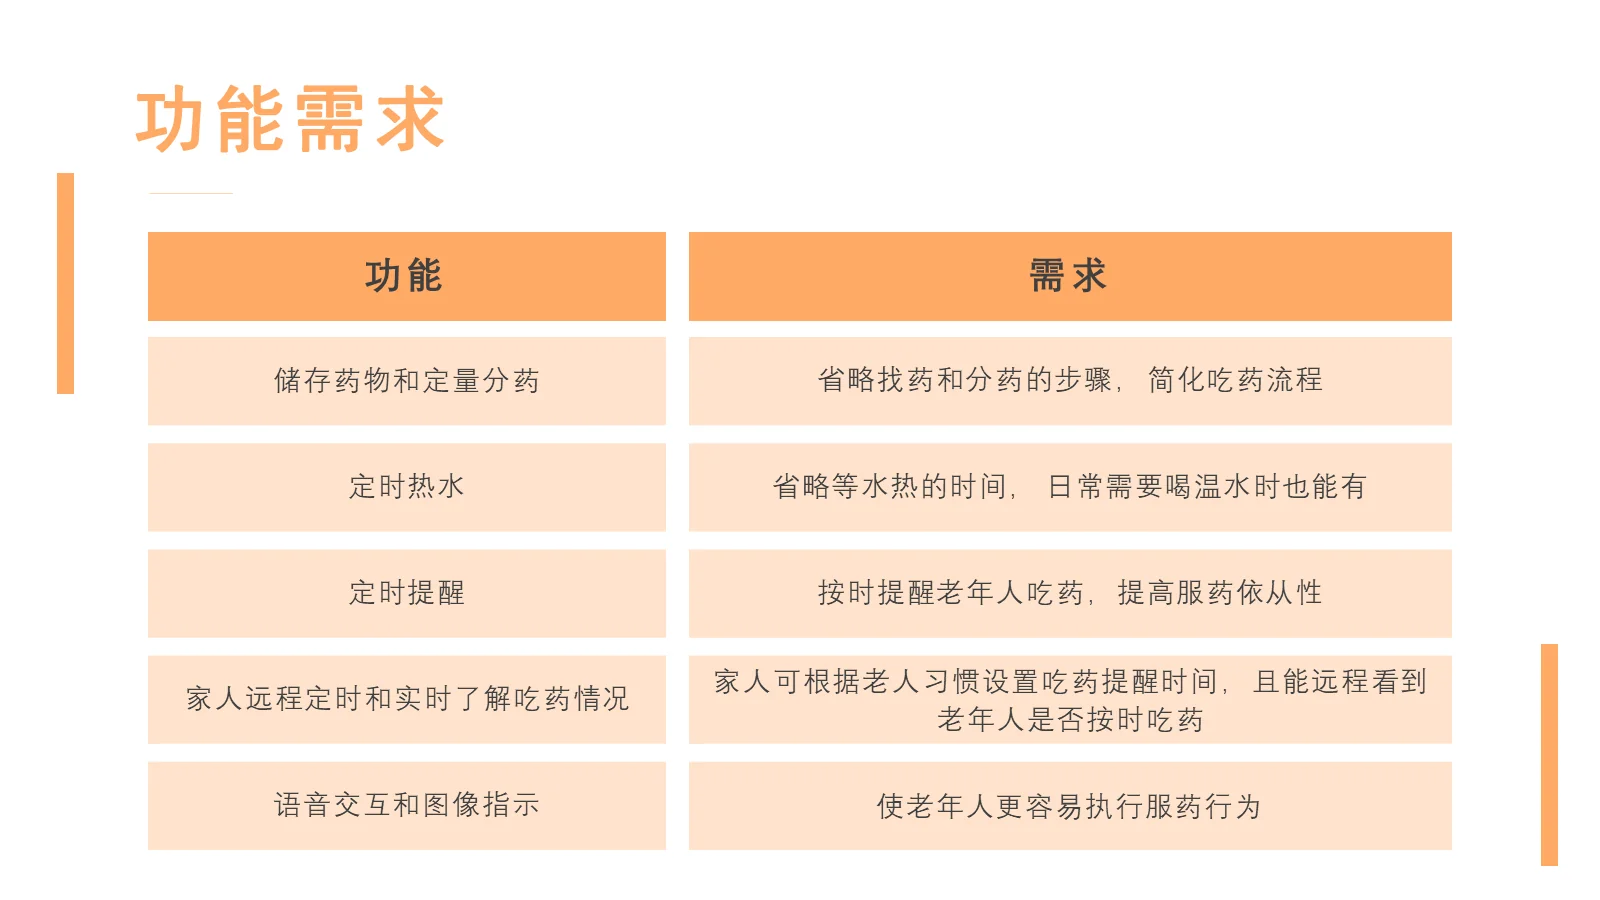 功能需求
功能
需求
储存药物和定量分药
省略找药和分药的步骤，简化吃药流程
定时热水
省略等水热的时间，日常需要喝温水时也能有
定时提醒
按时提醒老年人吃药，提高服药依从性
家人远程定时和实时了解吃药情况
家人可根据老人习惯设置吃药提醒时间，且能远程看到
老年人是否按时吃药
语音交互和图像指示
使老年人更容易执行服药行为